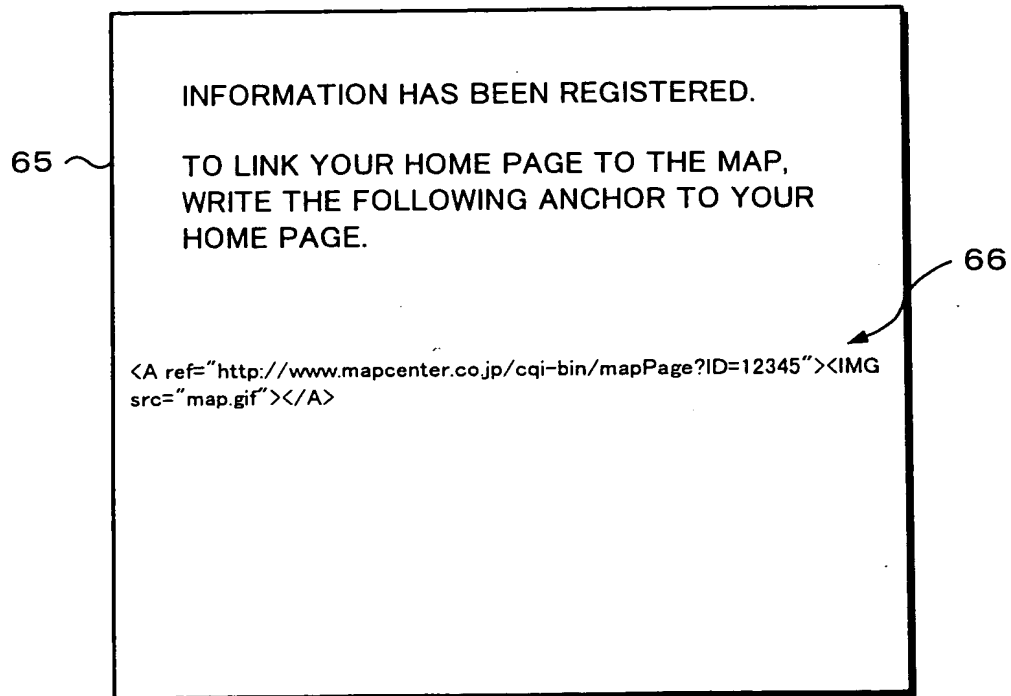 INFORMATION HAS BEEN REGISTERED.
65
TO LINK YOUR HOME PAGE TO THE MAP,
WRITE THE FOLLOWING ANCHOR TO YOUR
HOME PAGE.
66
<A ref="http://www.mapcenter.co.jp/cqi-bin/mapPage?ID=12345"><IMG
src="map.gif"></A>